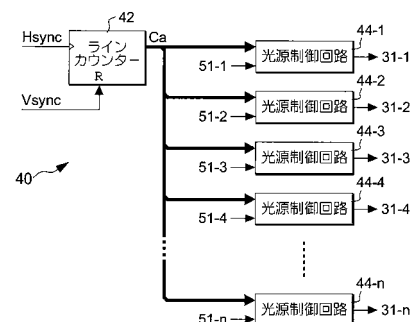 42
44-1
Hsync
ライン
カウンター
R
Ca
光源制御回路
31-1
51-1
44-2
Vsync
光源制御回路
31-2
51-2
44-3
光源制御回路
31-3
51-3
40
44-4
光源制御回路
31-4
51-4
44-n
光源制御回路
31-n
51-n